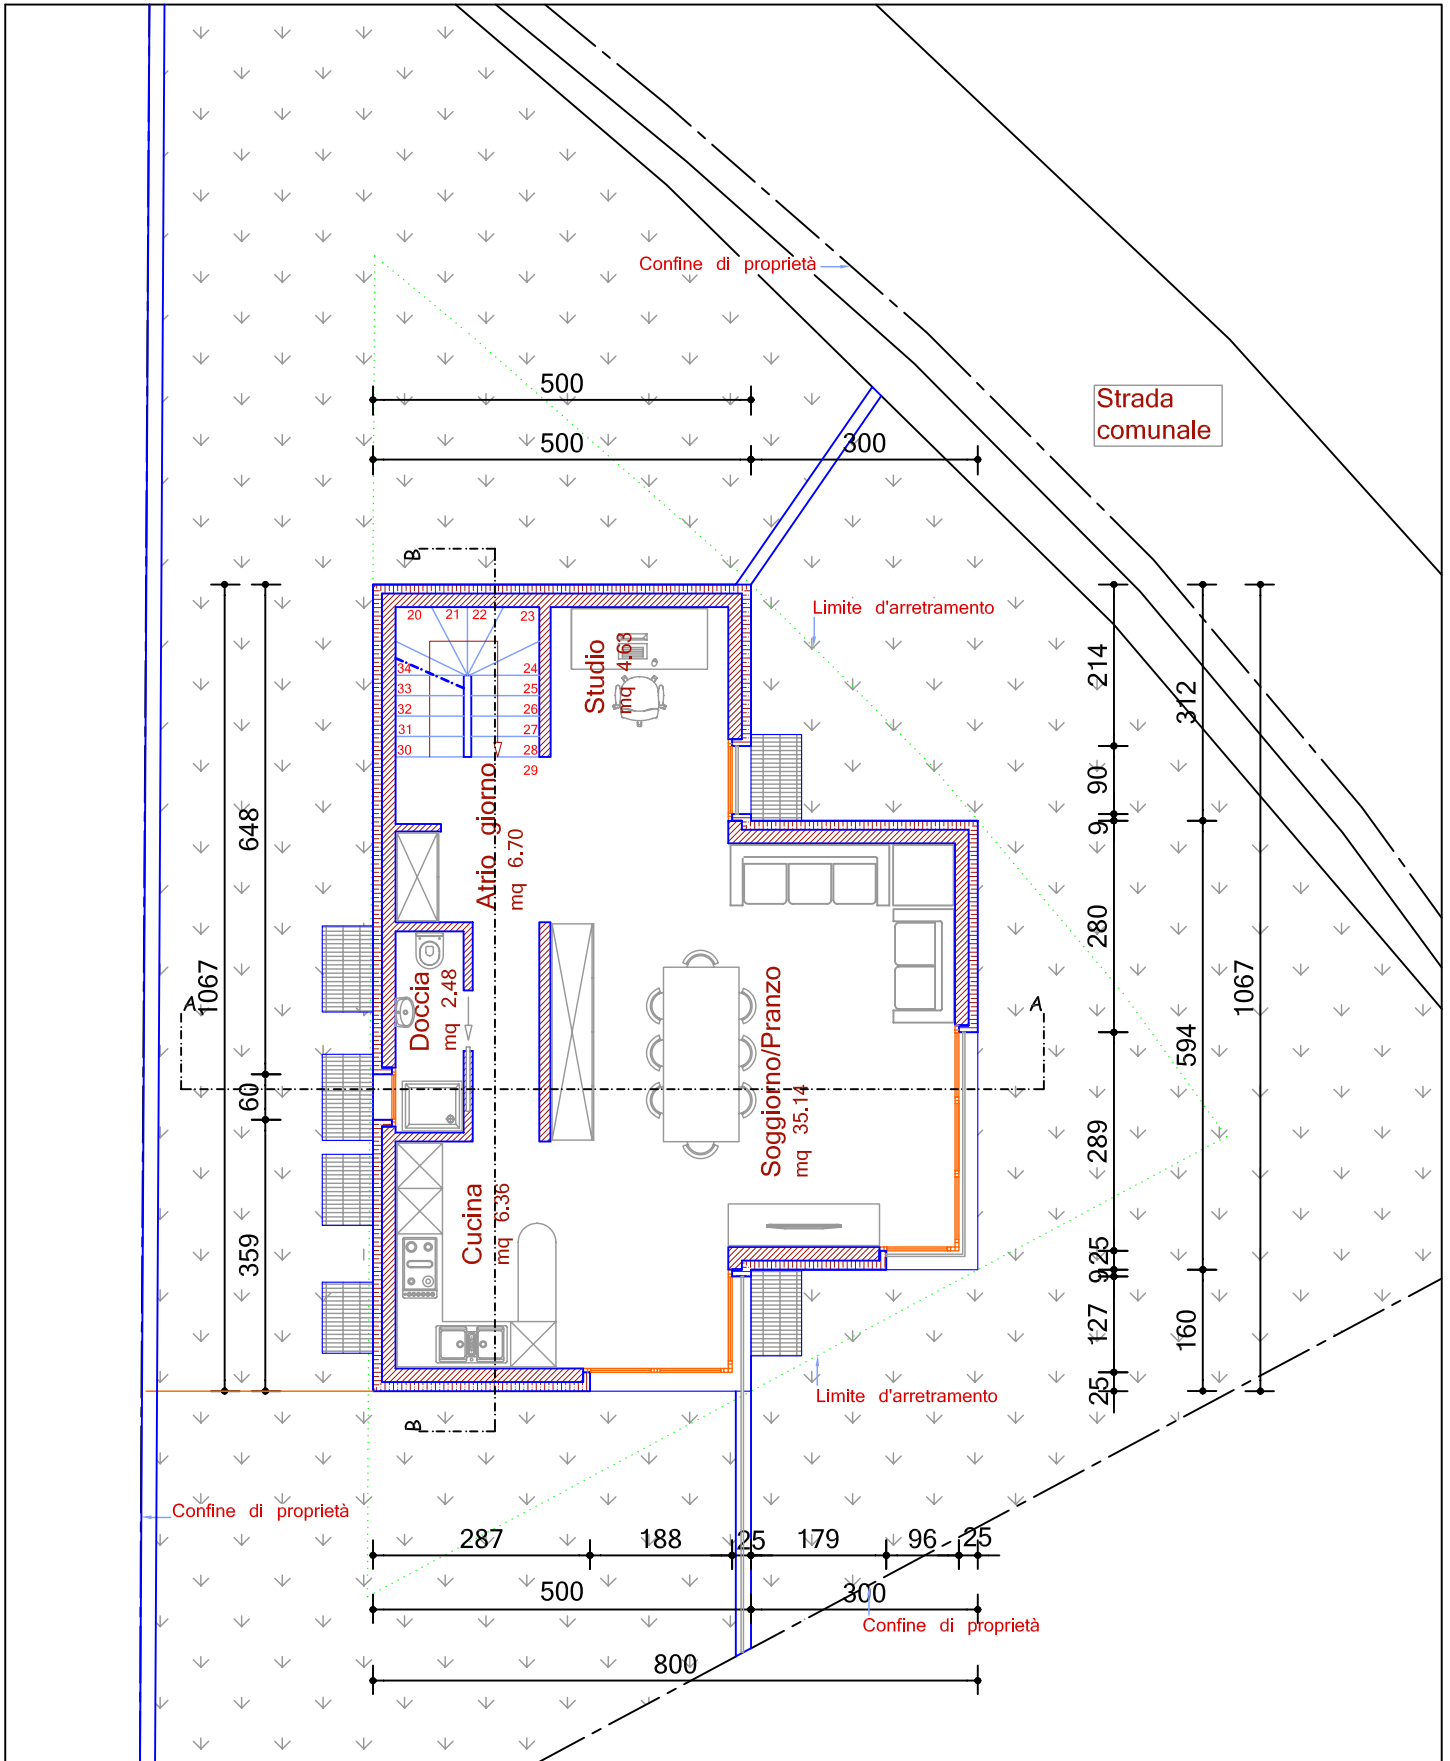 Confine di proprietà
Strada
comunale
500
500
300
B
Limite d'arretramento
20
21
22
23
34
24
33
25
32
26
31
27
30
28
29
Studio
mq 4.63
Atrio giorno
mq 6.70
Doccia
mq 2.48
Soggiorno/Pranzo
mq 35.14
Cucina
mq 6.36
A
A
1067
648
60
359
214
90
9
280
289
25
9
127
25
312
594
160
1067
Limite d'arretramento
B
Confine di proprietà
287
188
25
179
96
25
500
300
Confine di proprietà
800